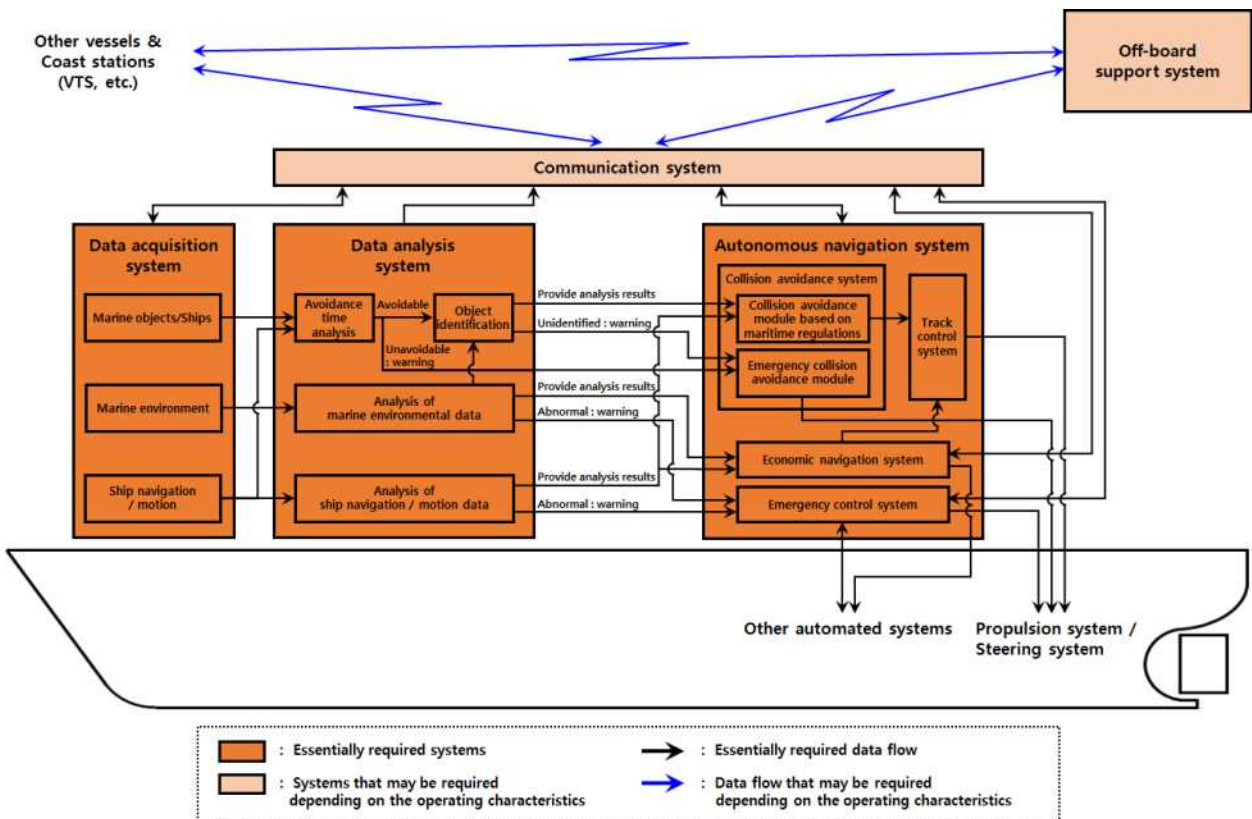 Other vessels &
Coast stations
(VTS, etc.)
Off-board
support system
Communication system
Data acquisition
system
Marine objects/Ships
Marine environment
Ship navigation
/ motion
Data analysis
system
Avoidance
time
analysis
Avoidable
Object
identification
Unavoidable
: warning
Analysis of
marine environmental data
Analysis of
ship navigation / motion data
Provide analysis results
Unidentified : warning
Provide analysis results
Abnormal : warning
Provide analysis results
Abnormal : warning
Autonomous navigation system
Collision avoidance system
Collision avoidance
module based on
maritime regulations
Emergency collision
avoidance module
Track
control
system
Economic navigation system
Emergency control system
Other automated systems
Propulsion system /
Steering system
: Essentially required systems
: Essentially required data flow
: Systems that may be required
depending on the operating characteristics
: Data flow that may be required
depending on the operating characteristics